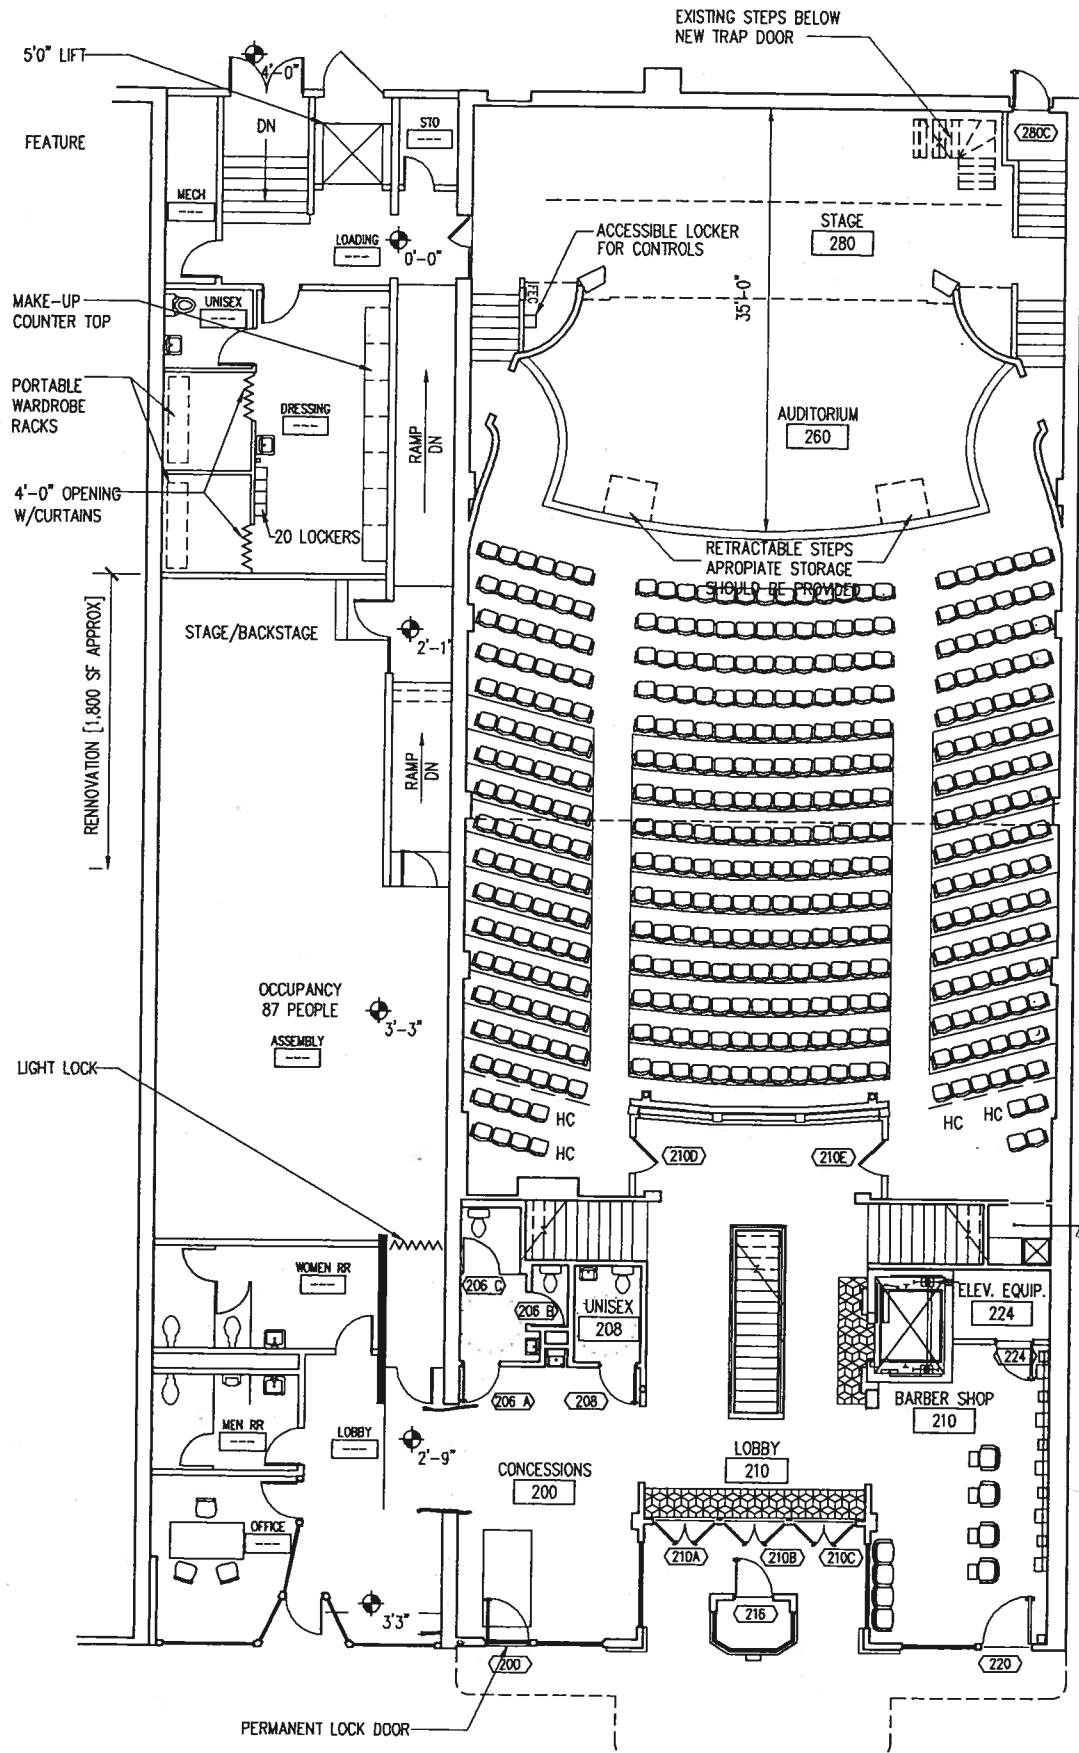 EXISTING STEPS BELOW
NEW TRAP DOOR
5'0" LIFT
4'-0"
DN
STO
---
280C
FEATURE
MECH
---
LOADING
---
0'-0"
ACCESSIBLE LOCKER
FOR CONTROLS
STAGE
280
MAKE-UP
COUNTER TOP
UNISEX
---
FEC
35'-0"
PORTABLE
WARDROBE
RACKS
DRESSING
---
RAMP
DN
AUDITORIUM
260
4'-0" OPENING
W/CURTAINS
20 LOCKERS
RETRACTABLE STEPS
APROPIATE STORAGE
SHOULD BE PROVIDED
STAGE/BACKSTAGE
2'-1"
RENNOVATION [1,800 SF APPROX]
RAMP
DN
OCCUPANCY
87 PEOPLE
3'-3"
ASSEMBLY
---
LIGHT LOCK
HC
HC
HC
HC
210D
210E
WOMEN RR
---
206 C
206 B
UNISEX
208
ELEV. EQUIP.
224
224
206 A
208
BARBER SHOP
210
MEN RR
---
LOBBY
---
2'-9"
CONCESSIONS
200
LOBBY
210
OFFICE
---
210A
210B
210C
216
3'3"
200
220
PERMANENT LOCK DOOR